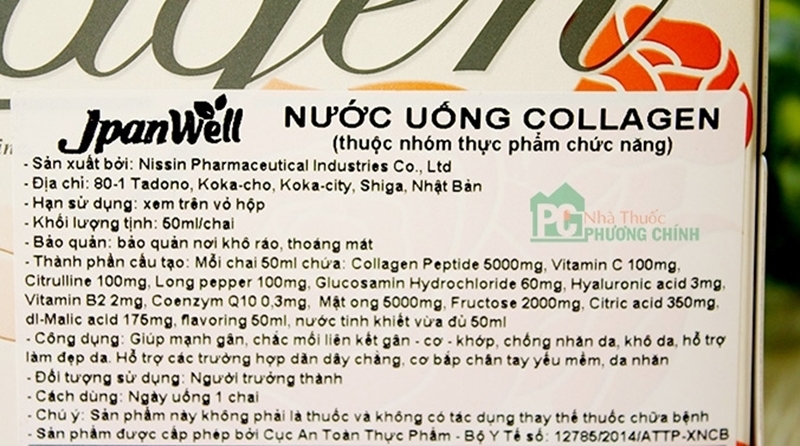 agen
JpanWell
NƯỚC UỐNG COLLAGEN
(thuộc nhóm thực phẩm chức năng)
- Sản xuất bởi: Nissin Pharmaceutical Industries Co., Ltd
- Địa chỉ: 80-1 Tadono, Koka-cho, Koka-city, Shiga, Nhật Bản
- Hạn sử dụng: xem trên vỏ hộp
- Khối lượng tịnh: 50ml/chai
- Bảo quản: bảo quản nơi khô ráo, thoáng mát
PC Nhà Thuốc
PHƯƠNG CHÍNH
- Thành phần cấu tạo: Mỗi chai 50ml chứa: Collagen Peptide 5000mg, Vitamin C 100mg,
Citrulline 100mg, Long pepper 100mg, Glucosamin Hydrochloride 60mg, Hyaluronic acid 3mg,
Vitamin B2 2mg, Coenzym Q10 0,3mg, Mật ong 5000mg, Fructose 2000mg, Citric acid 350mg,
dl-Malic acid 175mg, flavoring 50ml, nước tinh khiết vừa đủ 50ml
- Công dụng: Giúp mạnh gân, chắc mối liên kết gân - cơ - khớp, chống nhăn da, khô da, hỗ trợ
làm đẹp da. Hỗ trợ các trường hợp dãn dây chằng, cơ bắp chân tay yếu mềm, da nhăn
- Đối tượng sử dụng: Người trưởng thành
- Cách dùng: Ngày uống 1 chai
- Chú ý: Sản phẩm này không phải là thuốc và không có tác dụng thay thế thuốc chữa bệnh
- Sản phẩm được cấp phép bởi Cục An Toàn Thực Phẩm - Bộ Y Tế số: 12785/2014/ATTP-XNCB